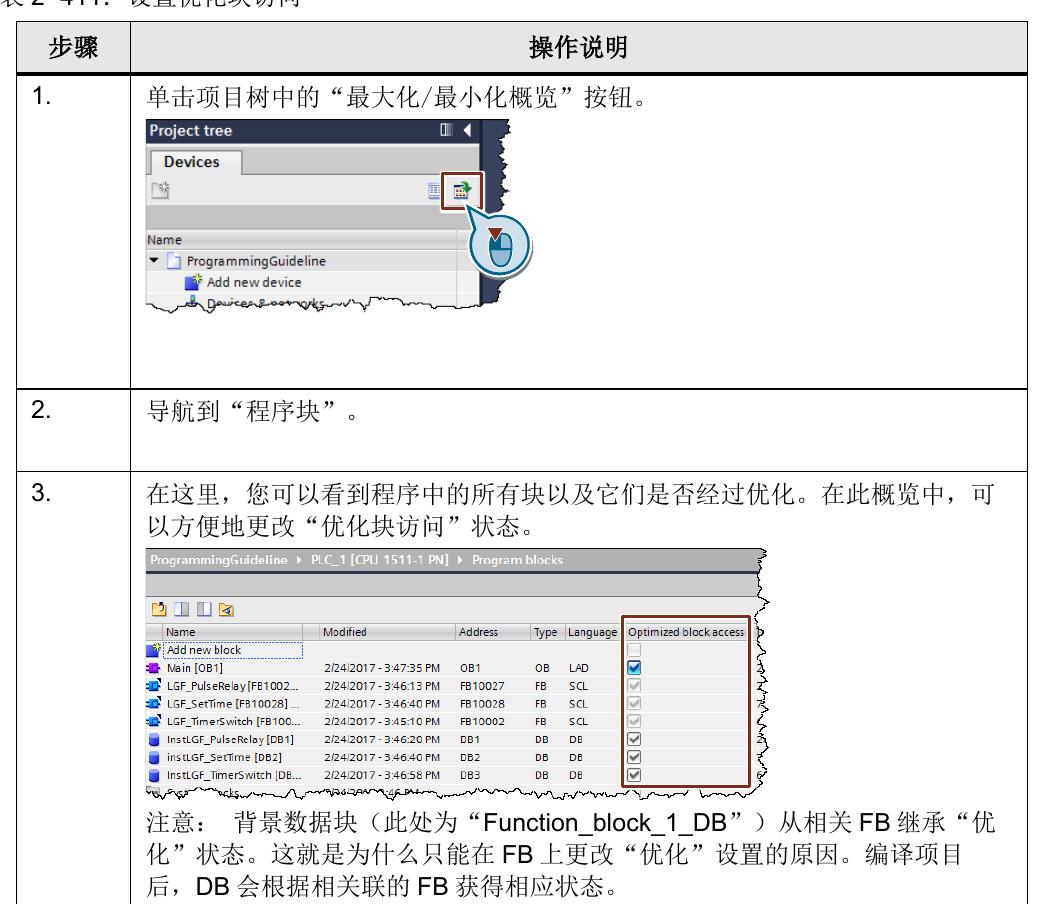 表 2-411: 设置优化块访问
步骤 操作说明
1. 单击项目树中的“最大化/最小化概览”按钮。
Project tree
Devices
Name
ProgrammingGuideline
Add new device
Devices & networks
2. 导航到“程序块”。
3. 在这里，您可以看到程序中的所有块以及它们是否经过优化。在此概览中，可
以方便地更改“优化块访问”状态。
ProgrammingGuideline PLC_1 [CPU 1511-1 PN] Program blocks
Name Modified Address Type Language Optimized block access
Add new block
Main [OB1] 2/24/2017 - 3:47:35 PM OB1 OB LAD
LGF_PulseRelay [FB1002... 2/24/2017 - 3:46:13 PM FB10027 FB SCL
LGF_SetTime [FB10028] ... 2/24/2017 - 3:46:40 PM FB10028 FB SCL
LGF_TimerSwitch [FB100... 2/24/2017 - 3:45:10 PM FB10002 FB SCL
InstLGF_PulseRelay [DB1] 2/24/2017 - 3:46:20 PM DB1 DB DB
instLGF_SetTime [DB2] 2/24/2017 - 3:46:40 PM DB2 DB DB
InstLGF_TimerSwitch [DB... 2/24/2017 - 3:46:58 PM DB3 DB DB
注意： 背景数据块（此处为“Function_block_1_DB”）从相关 FB 继承“优
化”状态。这就是为什么只能在 FB 上更改“优化”设置的原因。编译项目
后，DB 会根据相关联的 FB 获得相应状态。